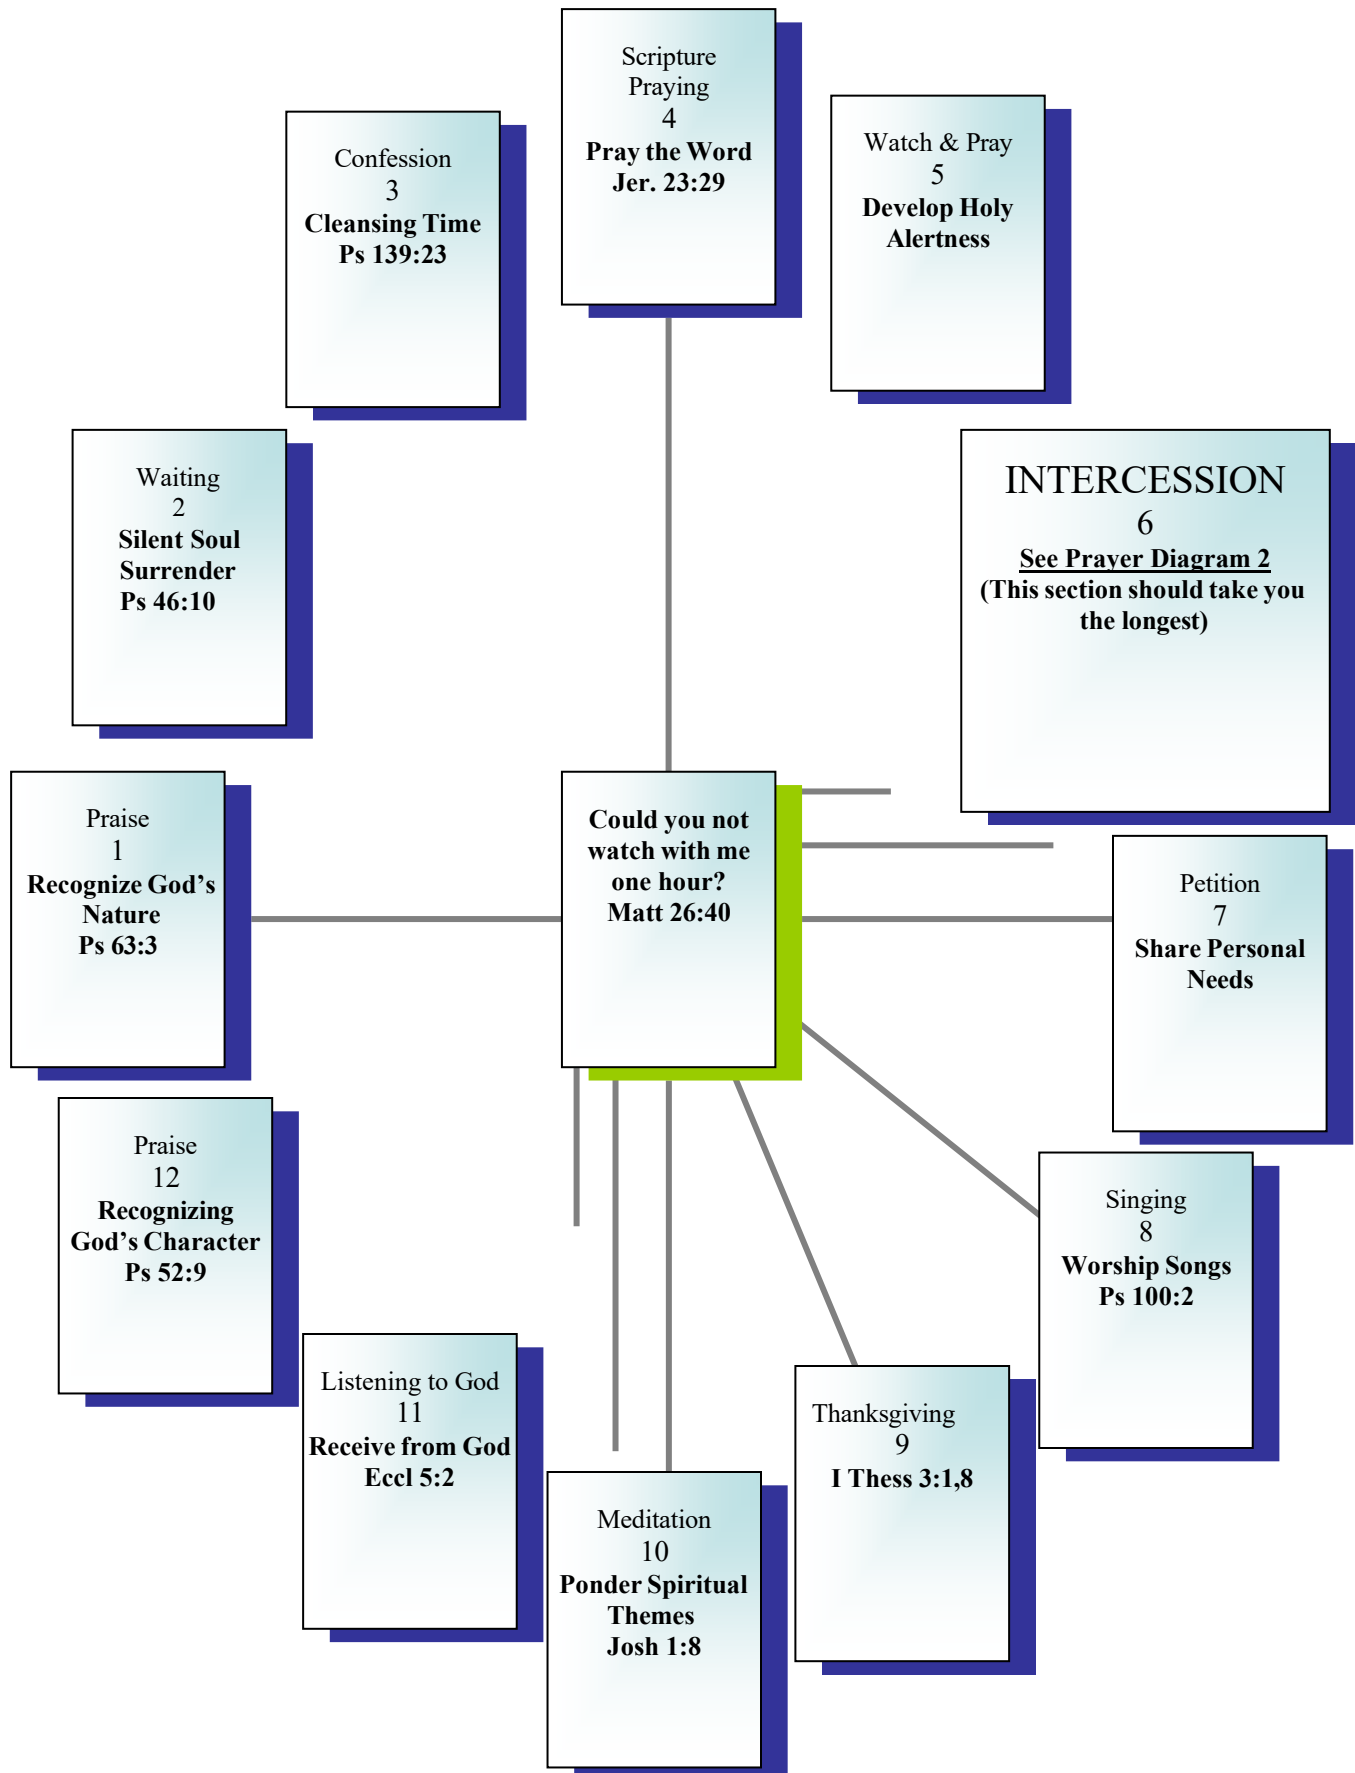 Scripture
Praying
4
Pray the Word
Jer. 23:29
Confession
3
Cleansing Time
Ps 139:23
Watch & Pray
5
Develop Holy
Alertness
Waiting
2
Silent Soul
Surrender
Ps 46:10
INTERCESSION
6
See Prayer Diagram 2
(This section should take you
the longest)
Praise
1
Recognize God’s
Nature
Ps 63:3
Could you not
watch with me
one hour?
Matt 26:40
Petition
7
Share Personal
Needs
Praise
12
Recognizing
God’s Character
Ps 52:9
Singing
8
Worship Songs
Ps 100:2
Listening to God
11
Receive from God
Eccl 5:2
Thanksgiving
9
I Thess 3:1,8
Meditation
10
Ponder Spiritual
Themes
Josh 1:8